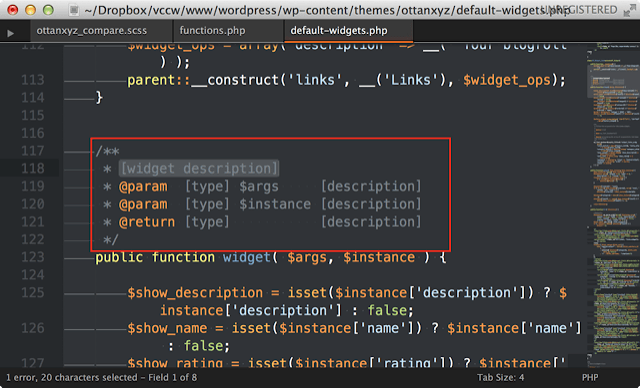 ~/Dropbox/vccw/www/wordpress/wp-content/themes/ottanxyz/default-widgets.php
UNREGISTERED
ottanxyz_compare.scss functions.php default-widgets.php
$widget_ops = array( 'description' => __( 'Your blogroll'
) );
113 parent::__construct('links', __('Links'), $widget_ops);
114 }
115
116
117 /**
118 * [widget description]
119 * @param [type] $args [description]
120 * @param [type] $instance [description]
121 * @return [type] [description]
122 */
123 public function widget( $args, $instance ) {
125 $show_description = isset($instance['description']) ? $
instance['description'] : false;
126 $show_name = isset($instance['name']) ? $instance['name']
: false;
127 $show_rating = isset($instance['rating']) ? $instance['
1 error, 20 characters selected – Field 1 of 8 Tab Size: 4 PHP